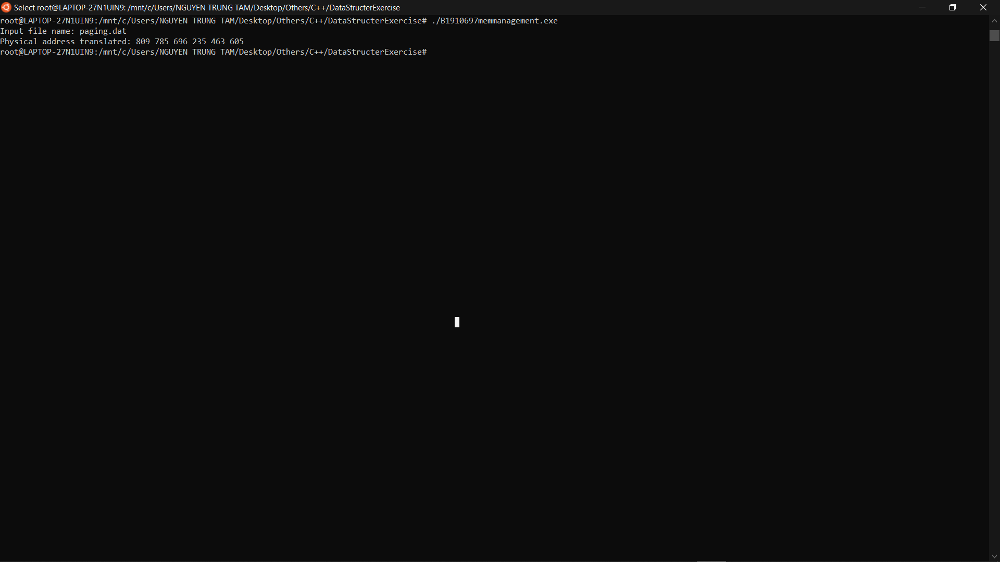 Select root@LAPTOP-27N1UIN9: /mnt/c/Users/NGUYEN TRUNG TAM/Desktop/Others/C++/DataStructerExercise
root@LAPTOP-27N1UIN9:/mnt/c/Users/NGUYEN TRUNG TAM/Desktop/Others/C++/DataStructerExercise# ./B1910697memmanagement.exe
Input file name: paging.dat
Physical address translated: 809 785 696 235 463 605
root@LAPTOP-27N1UIN9:/mnt/c/Users/NGUYEN TRUNG TAM/Desktop/Others/C++/DataStructerExercise#